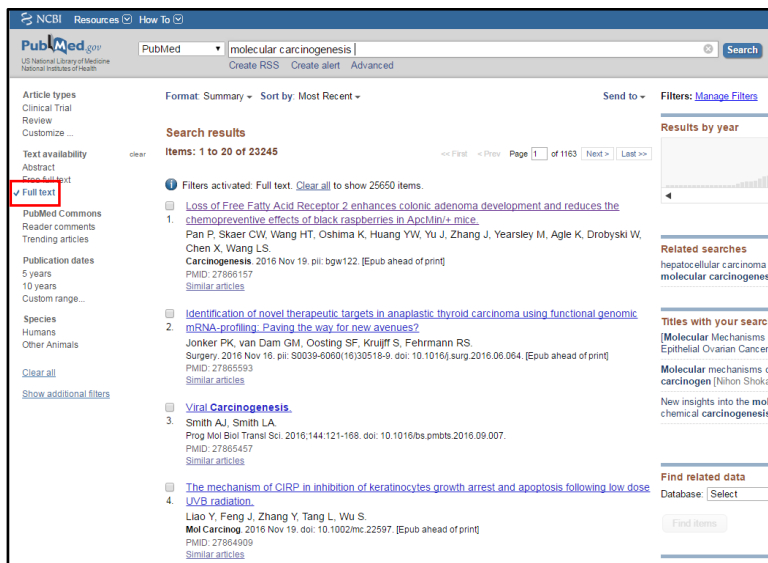 NCBI Resources How To
PubMed.gov
US National Library of Medicine
National Institutes of Health
PubMed
molecular carcinogenesis
Search
Create RSS Create alert Advanced
Article types
Clinical Trial
Review
Customize ...
Text availability clear
Abstract
Free full text
Full text
PubMed Commons
Reader comments
Trending articles
Publication dates
5 years
10 years
Custom range...
Species
Humans
Other Animals
Clear all
Show additional filters
Format: Summary Sort by: Most Recent Send to
Search results
Items: 1 to 20 of 23245
<< First < Prev Page 1 of 1163 Next > Last >>
Filters activated: Full text. Clear all to show 25650 items.
Loss of Free Fatty Acid Receptor 2 enhances colonic adenoma development and reduces the
1. chemopreventive effects of black raspberries in ApcMin/+ mice.
Pan P, Skaer CW, Wang HT, Oshima K, Huang YW, Yu J, Zhang J, Yearsley M, Agle K, Drobyski W,
Chen X, Wang LS.
Carcinogenesis. 2016 Nov 19. pii: bgw122. [Epub ahead of print]
PMID: 27866157
Similar articles
Identification of novel therapeutic targets in anaplastic thyroid carcinoma using functional genomic
2. mRNA-profiling: Paving the way for new avenues?
Jonker PK, van Dam GM, Oosting SF, Kruijff S, Fehrmann RS.
Surgery. 2016 Nov 16. pii: S0039-6060(16)30518-9. doi: 10.1016/j.surg.2016.06.064. [Epub ahead of print]
PMID: 27865593
Similar articles
Viral Carcinogenesis.
3. Smith AJ, Smith LA.
Prog Mol Biol Transl Sci. 2016;144:121-168. doi: 10.1016/bs.pmbts.2016.09.007.
PMID: 27865457
Similar articles
The mechanism of CIRP in inhibition of keratinocytes growth arrest and apoptosis following low dose
4. UVB radiation.
Liao Y, Feng J, Zhang Y, Tang L, Wu S.
Mol Carcinog. 2016 Nov 19. doi: 10.1002/mc.22597. [Epub ahead of print]
PMID: 27864909
Similar articles
Filters: Manage Filters
Results by year
Related searches
hepatocellular carcinoma
molecular carcinogenes
Titles with your searc
[Molecular Mechanisms
Epithelial Ovarian Cancer
Molecular mechanisms
carcinogen [Nihon Shoka
New insights into the mol
chemical carcinogenesis
Find related data
Database: Select
Find items